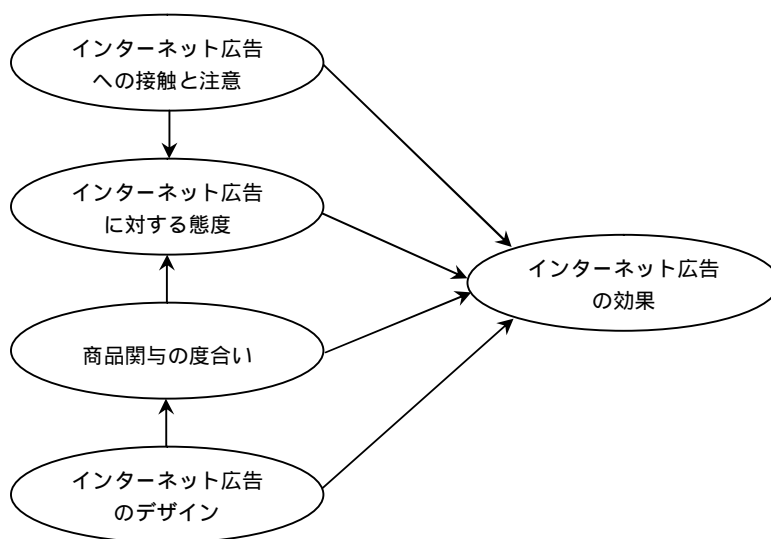 インターネット広告
への接触と注意
インターネット広告
に対する態度
インターネット広告
の効果
商品関与の度合い
インターネット広告
のデザイン